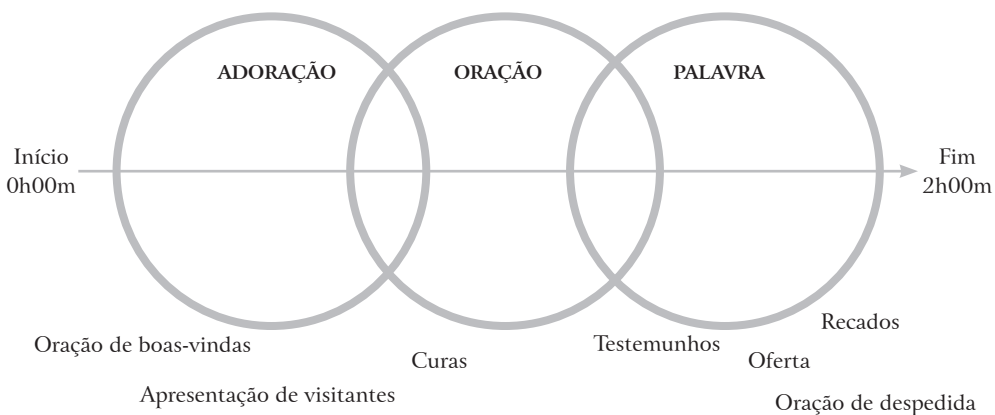 ADORAÇÃO
ORAÇÃO
PALAVRA
Início
0h00m
Fim
2h00m
Oração de boas-vindas
Apresentação de visitantes
Curas
Testemunhos
Oferta
Recados
Oração de despedida